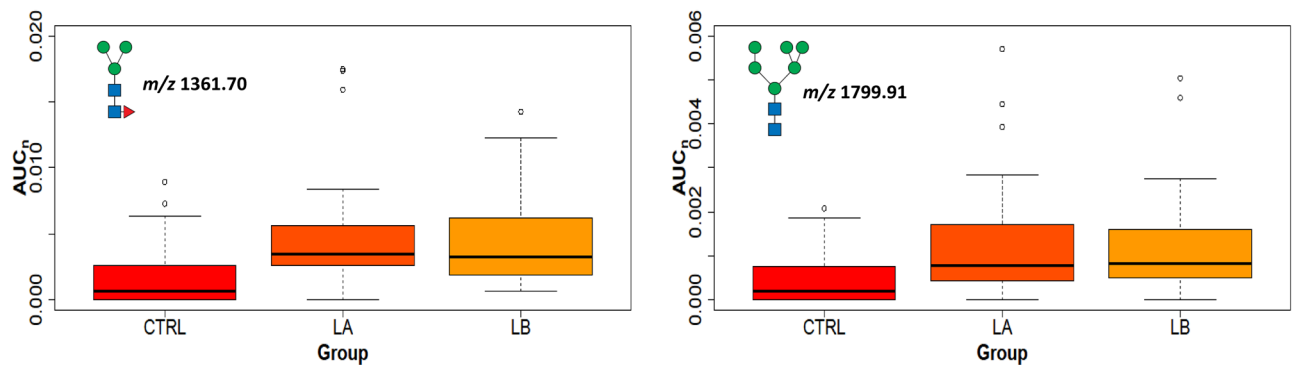 0.020
0.010
0.000
AUCn
m/z 1361.70
CTRL
LA
LB
Group
0.006
0.004
0.002
0.000
AUCn
m/z 1799.91
CTRL
LA
LB
Group